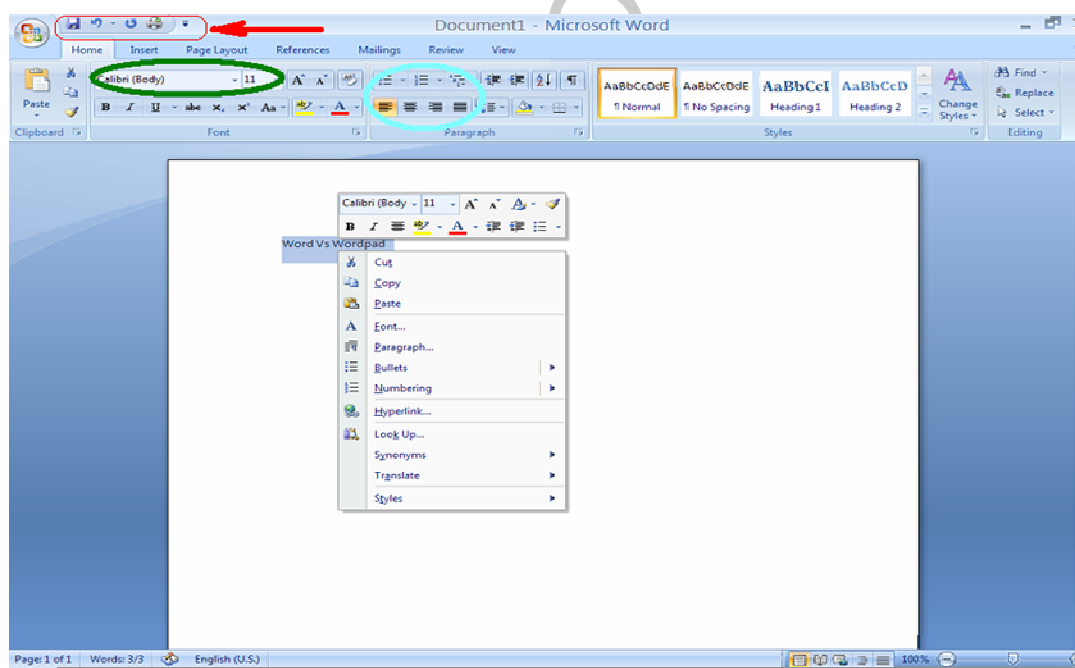 Document1 - Microsoft Word
Home Insert Page Layout References Mailings Review View
Calibri (Body) 11
Paste
B I U abe x, x² Aa A
AaBbCcDdE AaBbCcDdE AaBbCcI AaBbCcD
¶ Normal ¶ No Spacing Heading 1 Heading 2
Change Styles
Find
Replace
Select
Clipboard Font Paragraph Styles Editing
Calibri (Body 11 A A A
B I A
Word Vs Wordpad
Cut
Copy
Paste
Font...
Paragraph...
Bullets
Numbering
Hyperlink...
Look Up...
Synonyms
Translate
Styles
Page: 1 of 1 Words: 3/3 English (U.S.) 100%